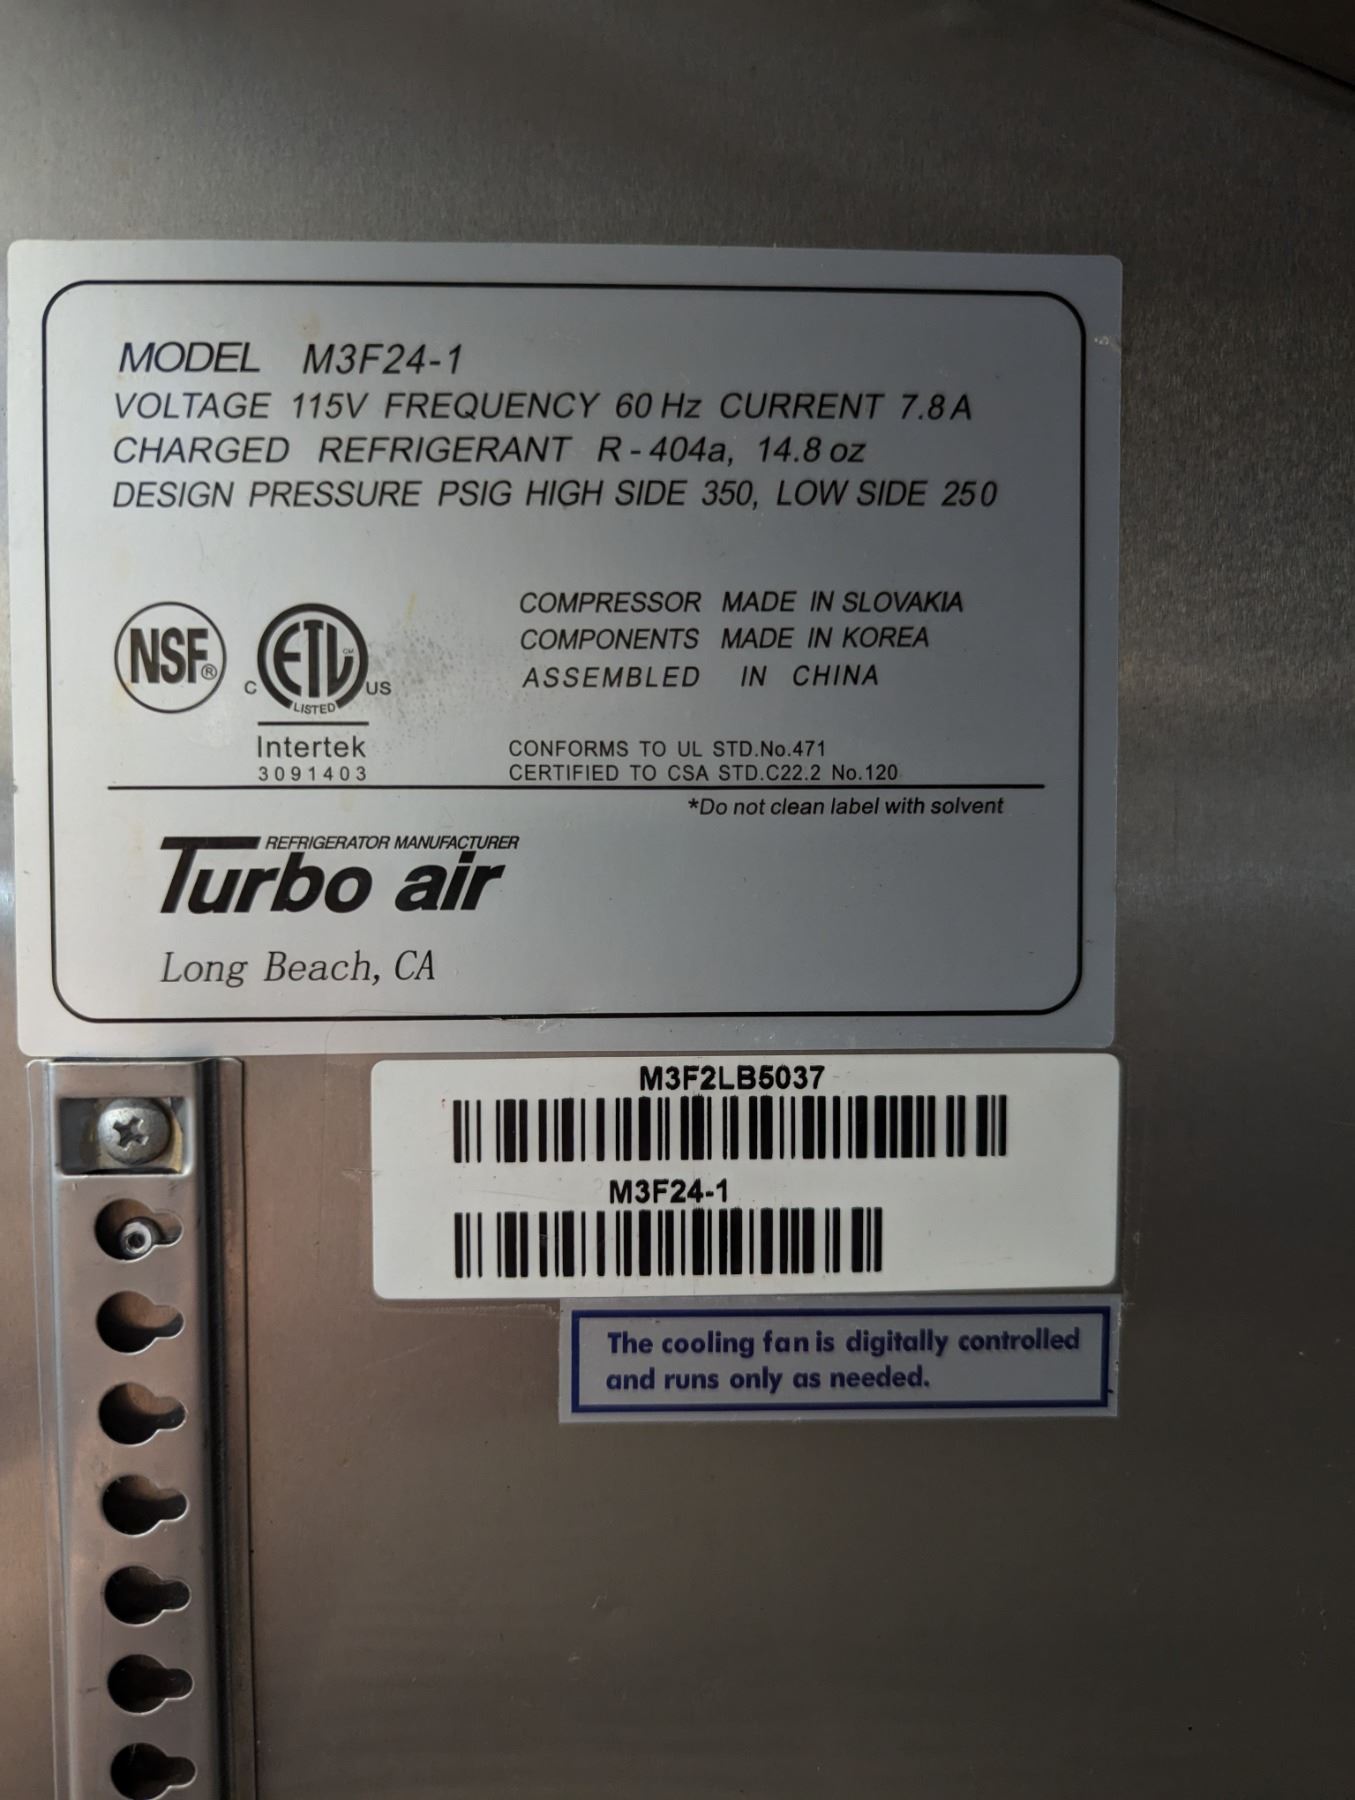 MODEL M3F24-1
VOLTAGE 115V FREQUENCY 60 Hz CURRENT 7.8 A
CHARGED REFRIGERANT R - 404a, 14.8 oz
DESIGN PRESSURE PSIG HIGH SIDE 350, LOW SIDE 250
NSF®
C ETL CM US
LISTED
Intertek
3091403
COMPRESSOR MADE IN SLOVAKIA
COMPONENTS MADE IN KOREA
ASSEMBLED IN CHINA
CONFORMS TO UL STD.No.471
CERTIFIED TO CSA STD.C22.2 No.120
*Do not clean label with solvent
REFRIGERATOR MANUFACTURER
Turbo air
Long Beach, CA
M3F2LB5037
M3F24-1
The cooling fan is digitally controlled
and runs only as needed.